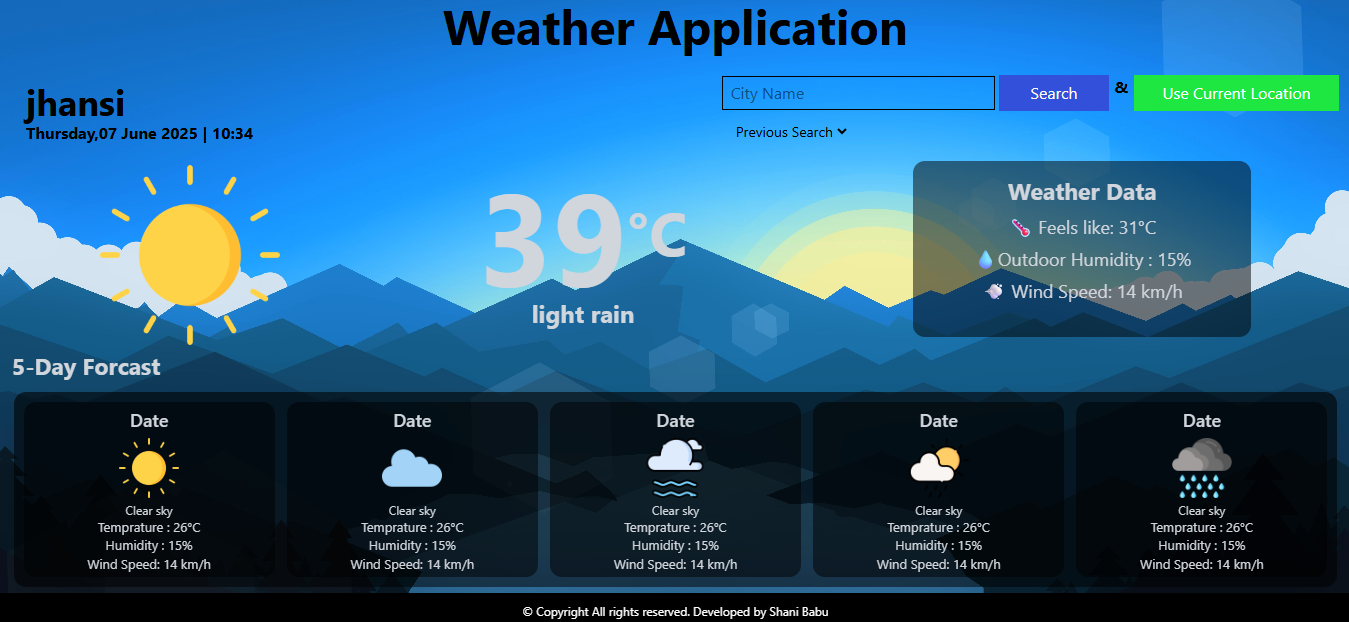 Weather Application
jhansi
Thursday,07 June 2025 | 10:34
City Name
Search
&
Use Current Location
Previous Search
39°C
light rain
Weather Data
Feels like: 31°C
Outdoor Humidity : 15%
Wind Speed: 14 km/h
5-Day Forcast
Date
Clear sky
Temprature : 26°C
Humidity : 15%
Wind Speed: 14 km/h
Date
Clear sky
Temprature : 26°C
Humidity : 15%
Wind Speed: 14 km/h
Date
Clear sky
Temprature : 26°C
Humidity : 15%
Wind Speed: 14 km/h
Date
Clear sky
Temprature : 26°C
Humidity : 15%
Wind Speed: 14 km/h
Date
Clear sky
Temprature : 26°C
Humidity : 15%
Wind Speed: 14 km/h
© Copyright All rights reserved. Developed by Shani Babu